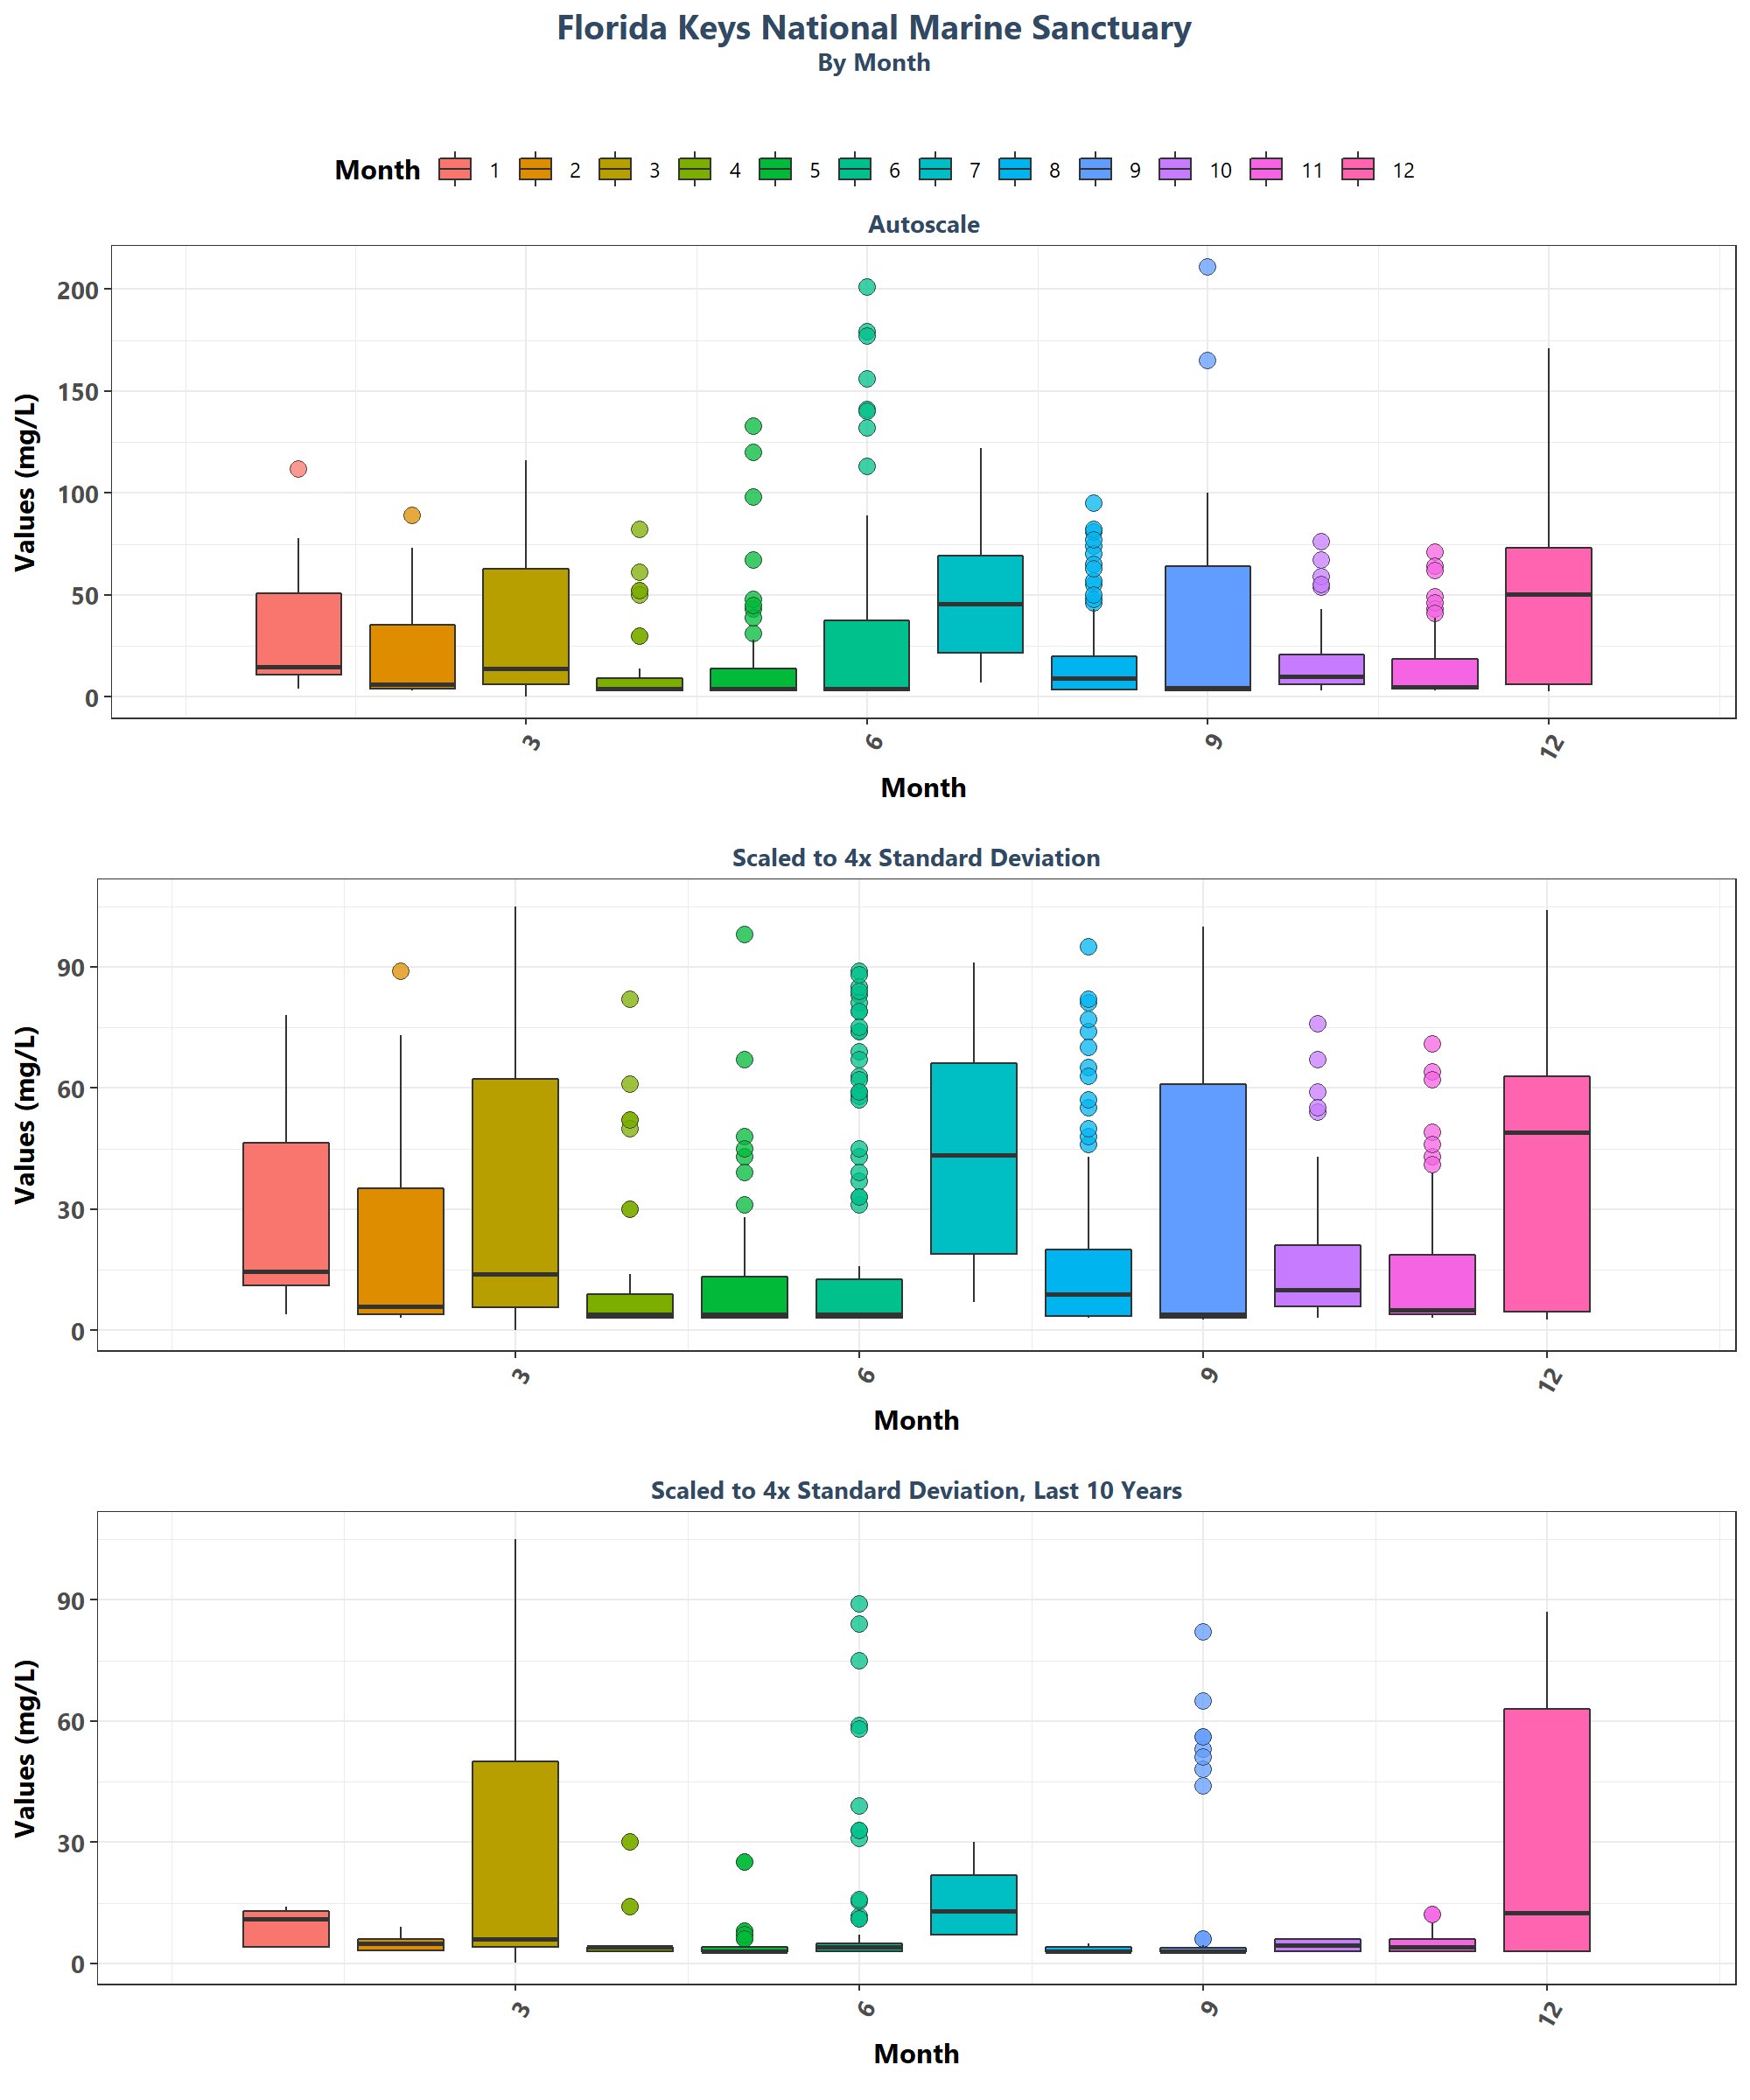 Florida Keys National Marine Sanctuary
By Month
Month 1 2 3 4 5 6 7 8 9 10 11 12
Autoscale
Values (mg/L)
200
150
100
50
0
3 6 9 12
Month
Scaled to 4x Standard Deviation
Values (mg/L)
90
60
30
0
3 6 9 12
Month
Scaled to 4x Standard Deviation, Last 10 Years
Values (mg/L)
90
60
30
0
3 6 9 12
Month